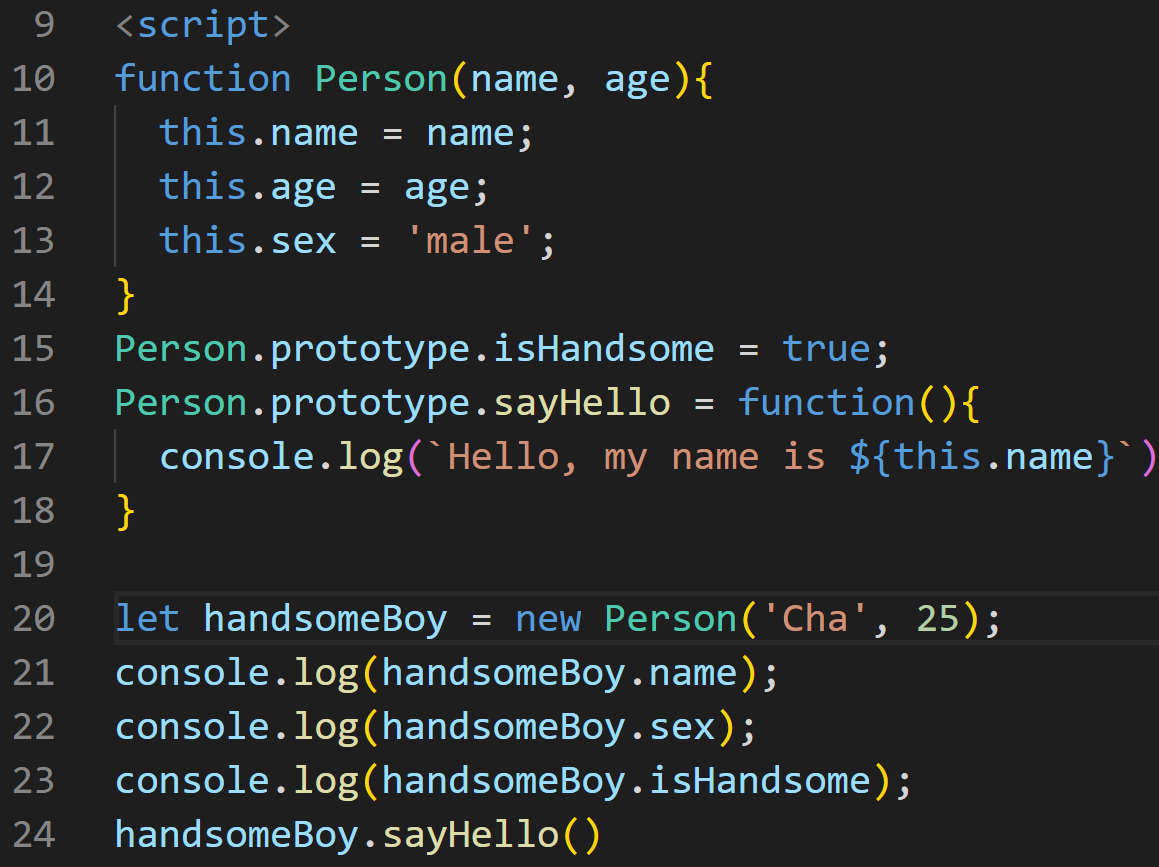 9 <script>
10 function Person(name, age){
11   this.name = name;
12   this.age = age;
13   this.sex = 'male';
14 }
15 Person.prototype.isHandsome = true;
16 Person.prototype.sayHello = function(){
17   console.log(`Hello, my name is ${this.name}`)
18 }
19
20 let handsomeBoy = new Person('Cha', 25);
21 console.log(handsomeBoy.name);
22 console.log(handsomeBoy.sex);
23 console.log(handsomeBoy.isHandsome);
24 handsomeBoy.sayHello()